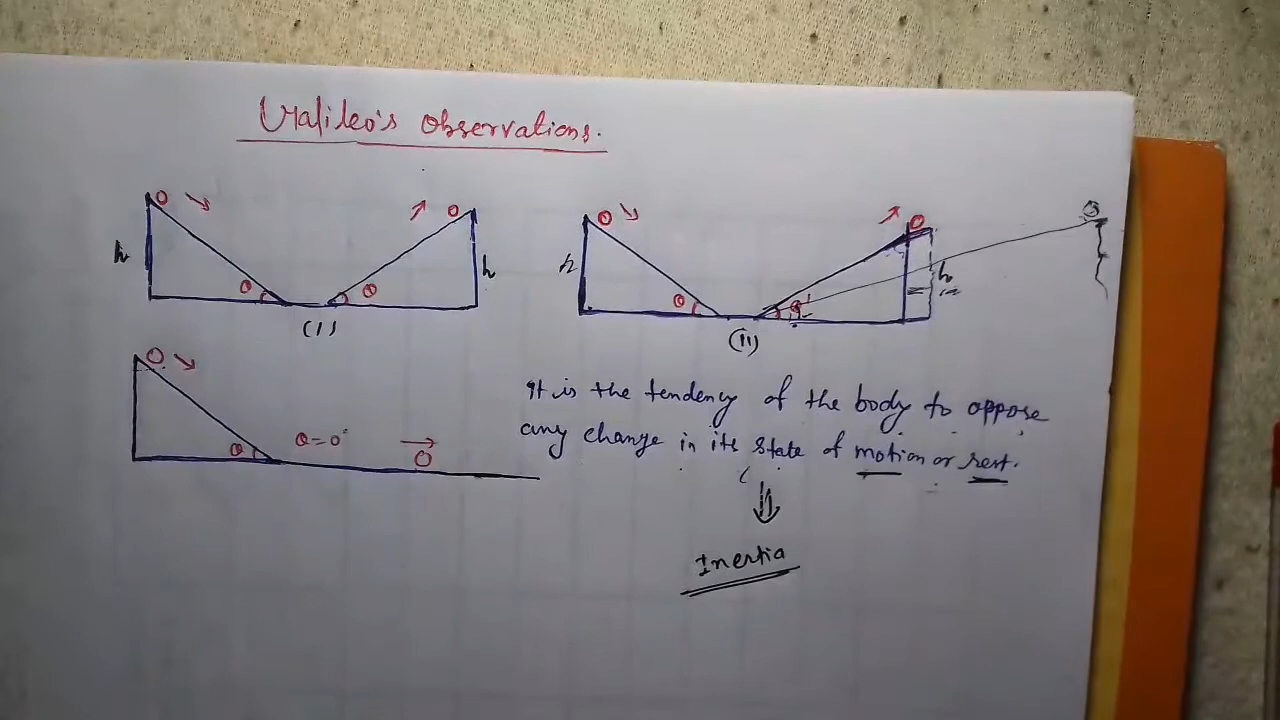 Galileo's observations.
h θ θ h
(I)
h θ θ' h
(II)
θ θ=0°
It is the tendency of the body to oppose
any change in its state of motion or rest.
Inertia